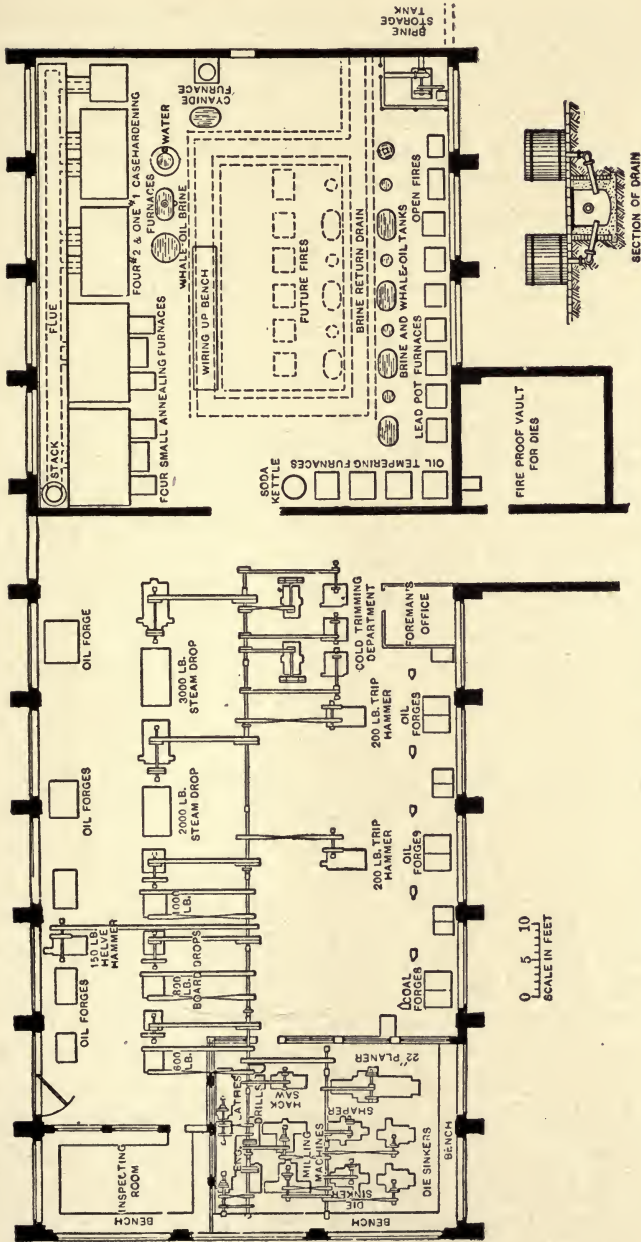 BRINE
STORAGE
TANK
FLUE
STACK
FOUR #2 & ONE #1 CASEHARDENING
FURNACES
FOUR SMALL ANNEALING FURNACES
WATER
WHALE-OIL BRINE
CYANIDE
FURNACE
WIRING UP BENCH
FUTURE FIRES
BRINE RETURN DRAIN
BRINE AND WHALE-OIL TANKS
LEAD POT FURNACES
OPEN FIRES
SODA
KETTLE
OIL TEMPERING FURNACES
FIRE PROOF VAULT
FOR DIES
SECTION OF DRAIN
OIL FORGE
OIL FORGES
OIL FORGES
150 LB.
HELVE
HAMMER
3000 LB.
STEAM DROP
2000 LB.
STEAM DROP
1000
LB.
800
LB.
600
LB.
BOARD DROPS
COLD TRIMMING
DEPARTMENT
FOREMAN'S
OFFICE
200 LB. TRIP
HAMMER
200 LB. TRIP
HAMMER
OIL
FORGES
OIL
FORGES
COAL
FORGES
INSPECTING
ROOM
BENCH
DRILLS
HACK
SAW
22" PLANER
SHAPER
MILLING
MACHINES
DIE
SINKER
DIE SINKERS
BENCH
BENCH
0 5 10
SCALE IN FEET